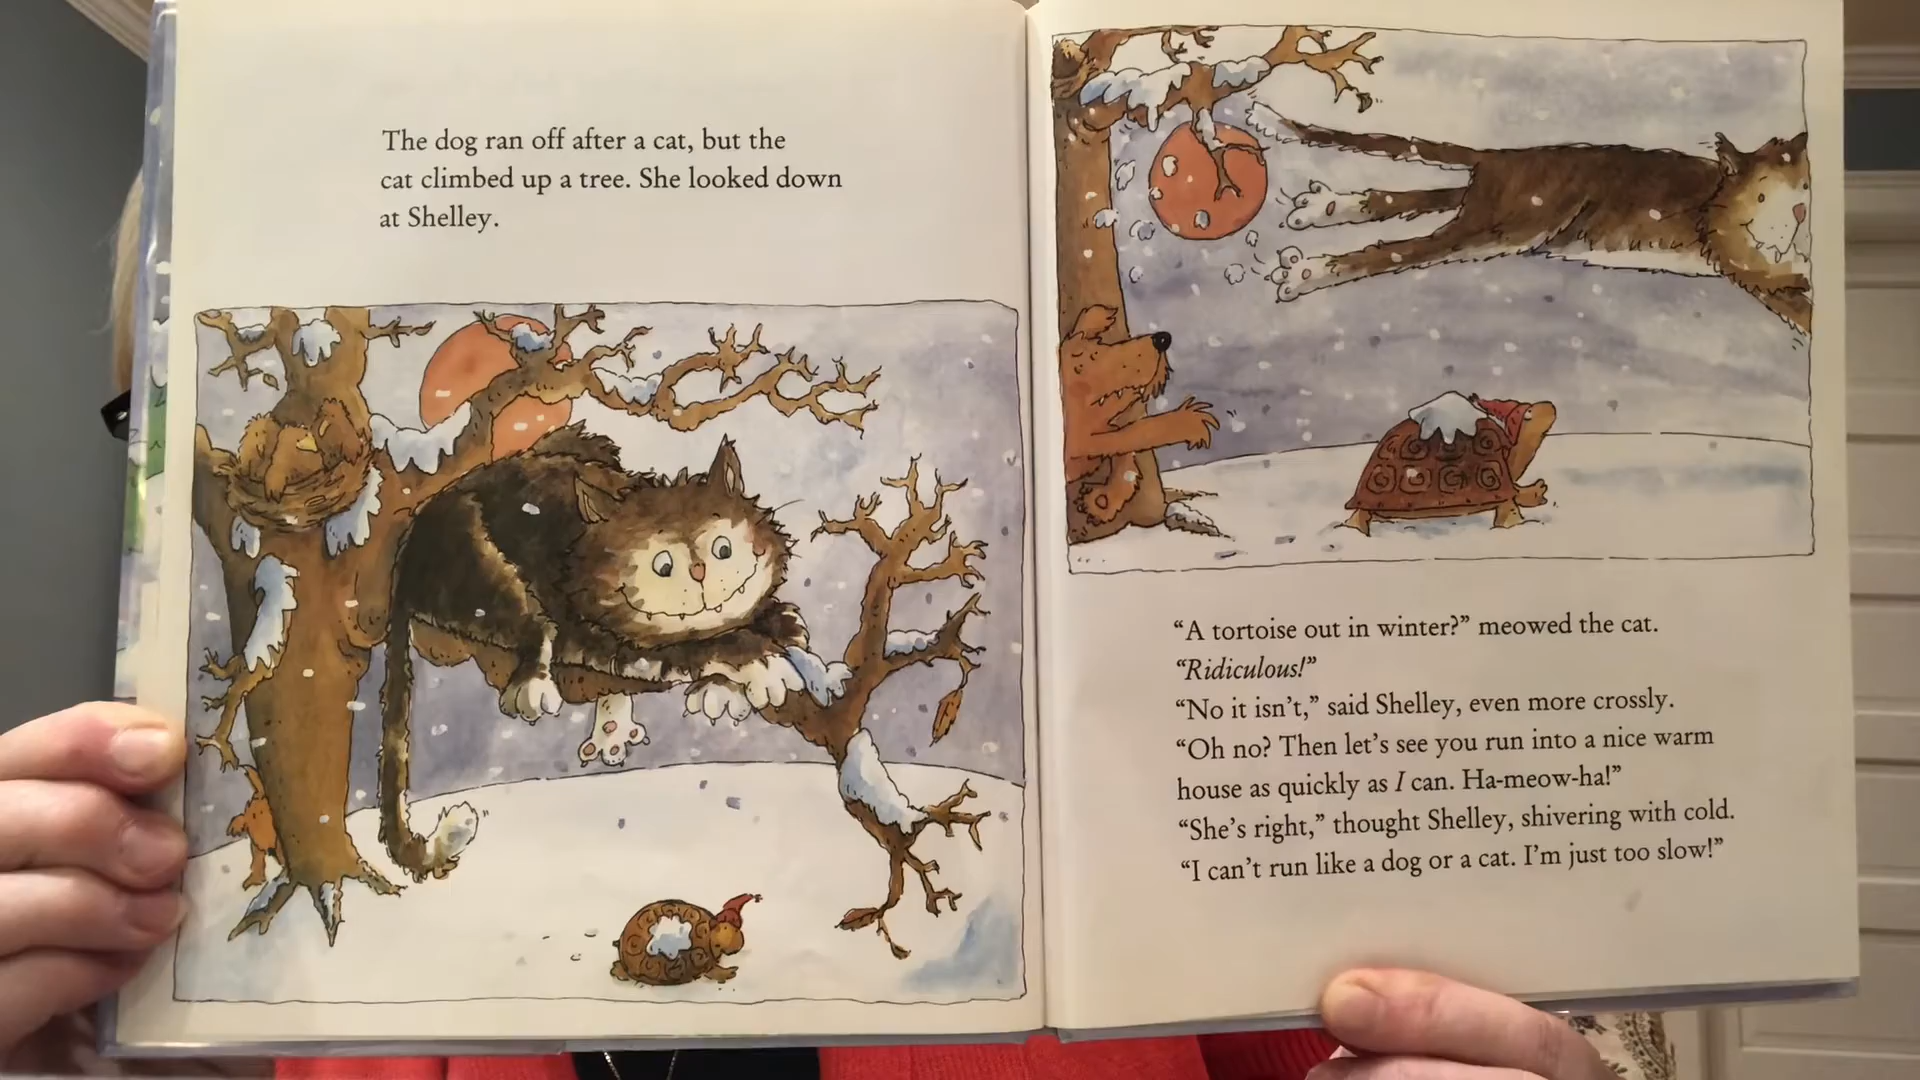 The dog ran off after a cat, but the
cat climbed up a tree. She looked down
at Shelley.
“A tortoise out in winter?” meowed the cat.
“Ridiculous!”
“No it isn’t,” said Shelley, even more crossly.
“Oh no? Then let’s see you run into a nice warm
house as quickly as I can. Ha-meow-ha!”
“She’s right,” thought Shelley, shivering with cold.
“I can’t run like a dog or a cat. I’m just too slow!”